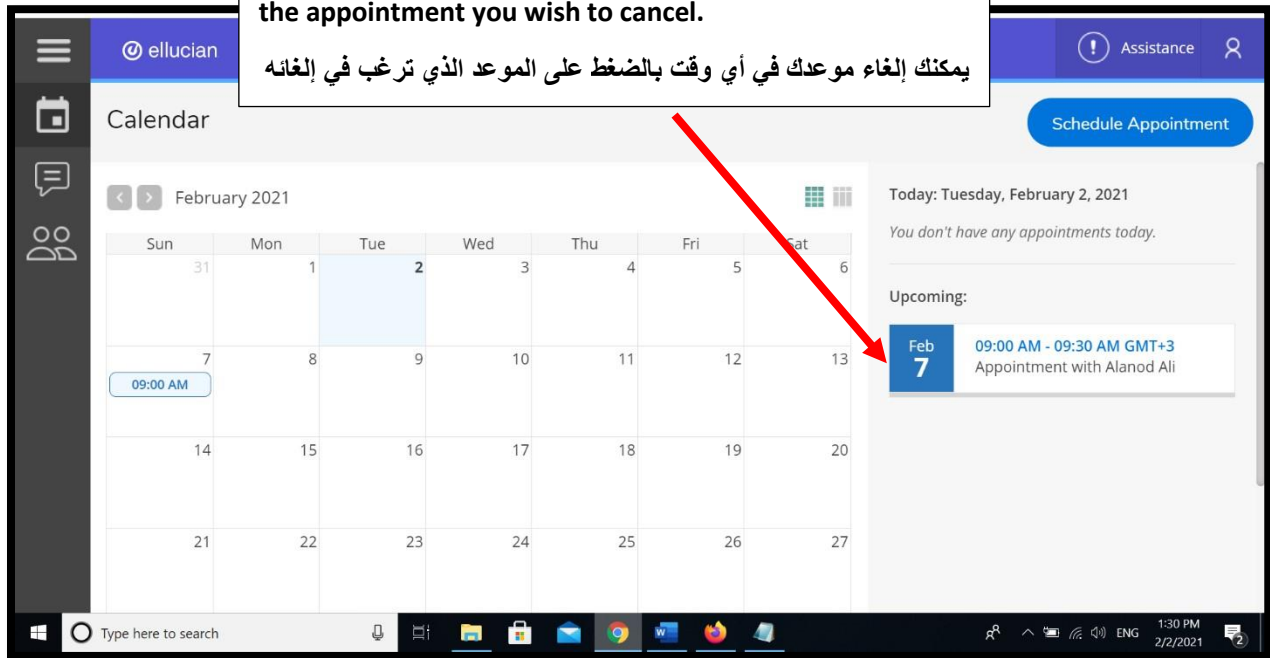 the appointment you wish to cancel.
يمكنك إلغاء موعدك في أي وقت بالضغط على الموعد الذي ترغب في إلغائه
ellucian
Assistance
Calendar
Schedule Appointment
February 2021
Sun Mon Tue Wed Thu Fri Sat
31 1 2 3 4 5 6
7 8 9 10 11 12 13
09:00 AM
14 15 16 17 18 19 20
21 22 23 24 25 26 27
Today: Tuesday, February 2, 2021
You don't have any appointments today.
Upcoming:
Feb
7
09:00 AM - 09:30 AM GMT+3
Appointment with Alanod Ali
Type here to search
ENG
1:30 PM
2/2/2021
2